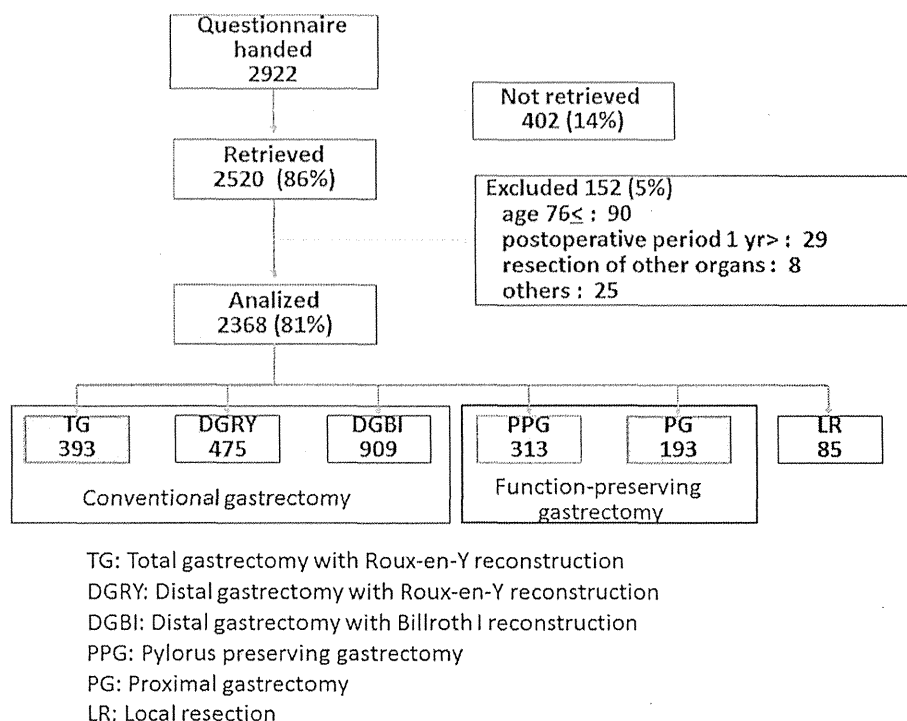 Questionnaire
handed
2922
Not retrieved
402 (14%)
Retrieved
2520 (86%)
Excluded 152 (5%)
age 76≤ : 90
postoperative period 1 yr> : 29
resection of other organs : 8
others : 25
Analized
2368 (81%)
TG
393
DGRY
475
DGBI
909
PPG
313
PG
193
LR
85
Conventional gastrectomy
Function-preserving
gastrectomy
TG: Total gastrectomy with Roux-en-Y reconstruction
DGRY: Distal gastrectomy with Roux-en-Y reconstruction
DGBI: Distal gastrectomy with Billroth I reconstruction
PPG: Pylorus preserving gastrectomy
PG: Proximal gastrectomy
LR: Local resection